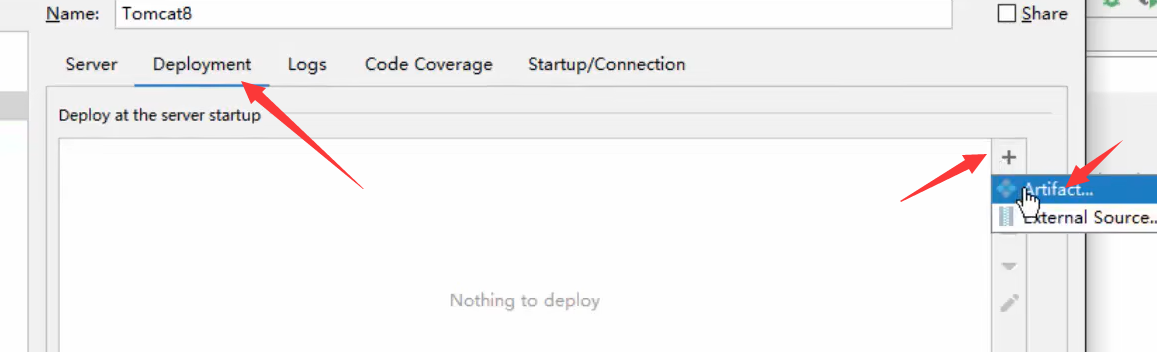 Name: Tomcat8 Share
Server Deployment Logs Code Coverage Startup/Connection
Deploy at the server startup
+
Artifact...
External Source..
Nothing to deploy